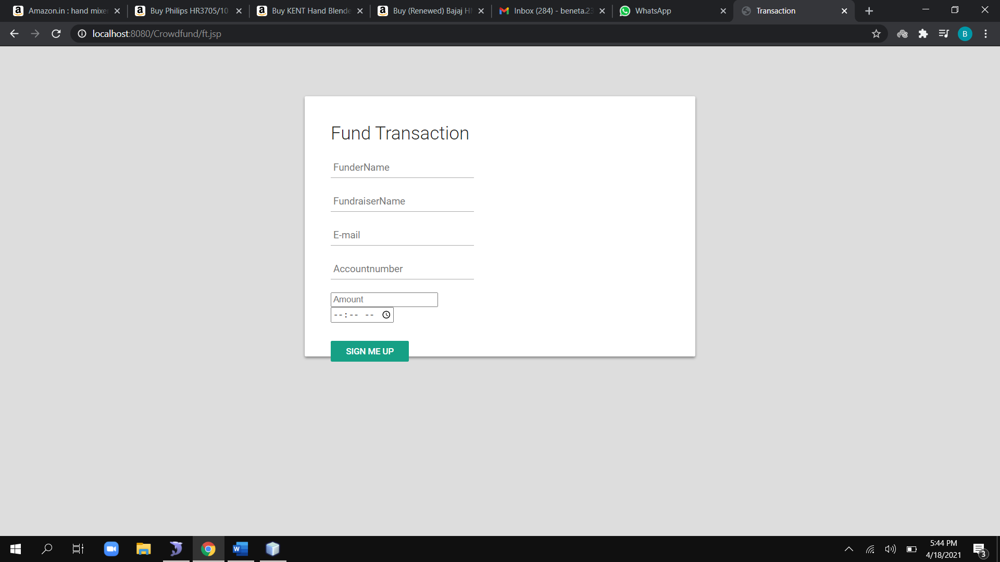 Amazon.in : hand mixer
Buy Philips HR3705/10
Buy KENT Hand Blende
Buy (Renewed) Bajaj H
Inbox (284) - beneta.23
WhatsApp
Transaction
localhost:8080/Crowdfund/ft.jsp
B
Fund Transaction
FunderName
FundraiserName
E-mail
Accountnumber
Amount
--:-- --
SIGN ME UP
5:44 PM
4/18/2021
3